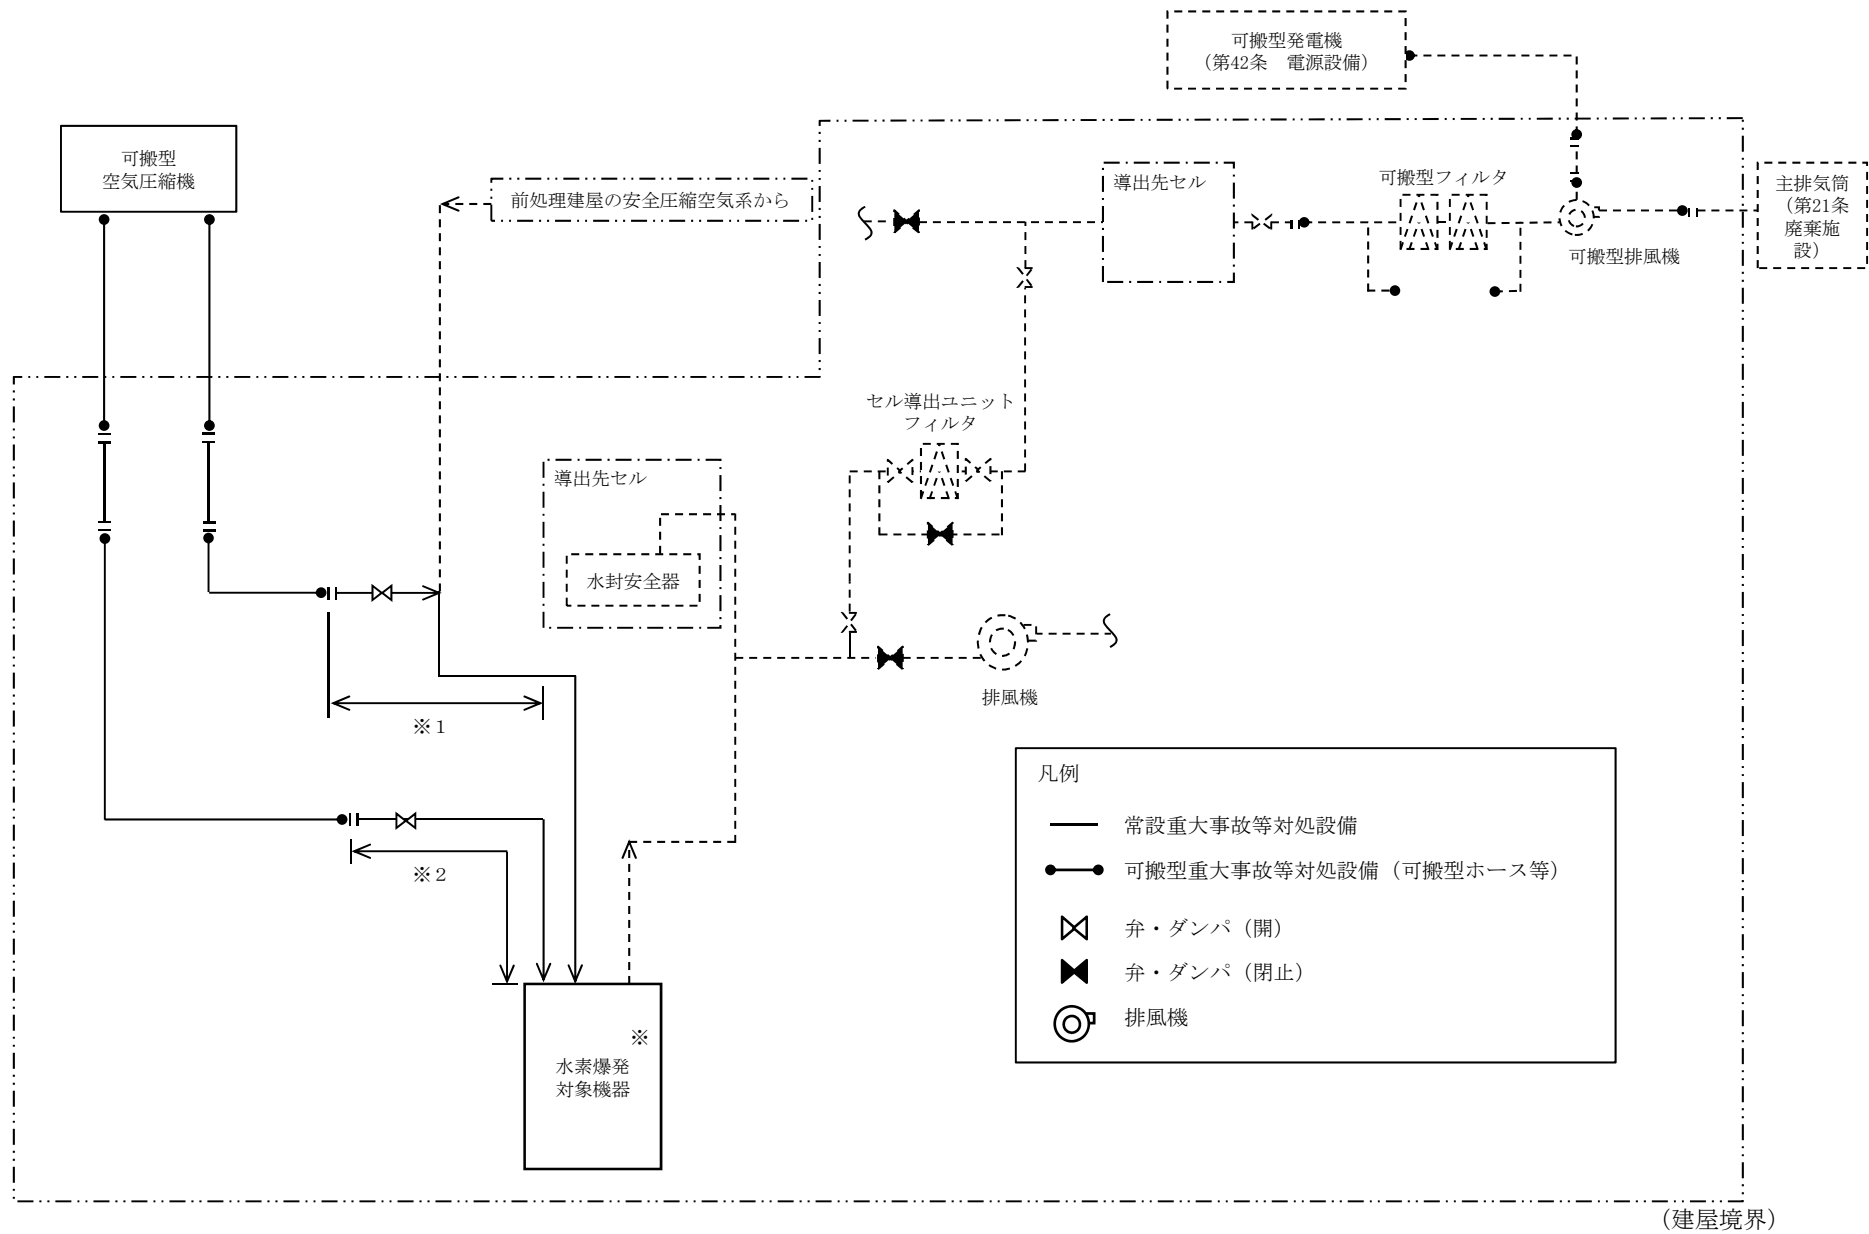 可搬型発電機
（第42条　電源設備）
可搬型
空気圧縮機
前処理建屋の安全圧縮空気系から
導出先セル
可搬型フィルタ
主排気筒
（第21条
廃棄施
設）
可搬型排風機
セル導出ユニット
フィルタ
導出先セル
水封安全器
排風機
※１
※２
凡例
常設重大事故等対処設備
可搬型重大事故等対処設備（可搬型ホース等）
弁・ダンパ（開）
弁・ダンパ（閉止）
排風機
※
水素爆発
対象機器
（建屋境界）